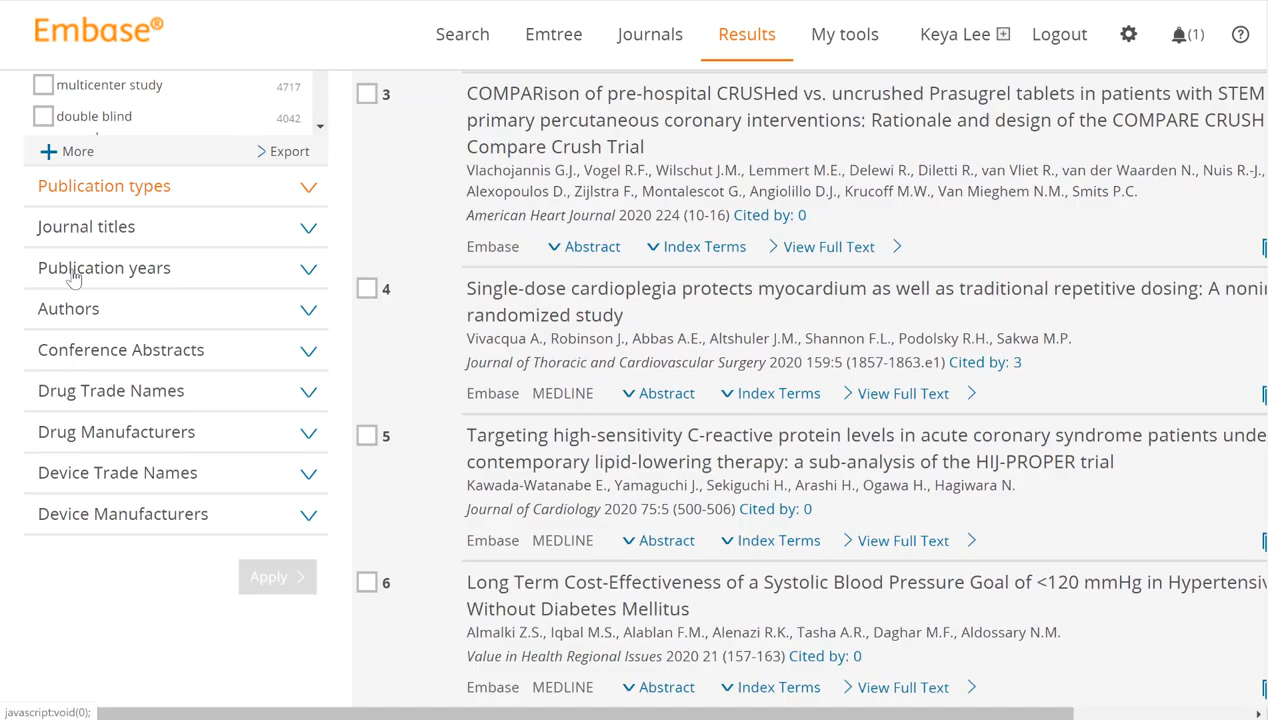 Embase®
Search
Emtree
Journals
Results
My tools
Keya Lee
Logout
(1)
multicenter study 4717
double blind 4042
More
Export
Publication types
Journal titles
Publication years
Authors
Conference Abstracts
Drug Trade Names
Drug Manufacturers
Device Trade Names
Device Manufacturers
Apply
javascript:void(0);
3
COMPARison of pre-hospital CRUSHed vs. uncrushed Prasugrel tablets in patients with STEM
primary percutaneous coronary interventions: Rationale and design of the COMPARE CRUSH
Compare Crush Trial
Vlachojannis G.J., Vogel R.F., Wilschut J.M., Lemmert M.E., Delewi R., Diletti R., van Vliet R., van der Waarden N., Nuis R.-J.,
Alexopoulos D., Zijlstra F., Montalescot G., Angiolillo D.J., Krucoff M.W., Van Mieghem N.M., Smits P.C.
American Heart Journal 2020 224 (10-16) Cited by: 0
Embase Abstract Index Terms View Full Text
4
Single-dose cardioplegia protects myocardium as well as traditional repetitive dosing: A noni
randomized study
Vivacqua A., Robinson J., Abbas A.E., Altshuler J.M., Shannon F.L., Podolsky R.H., Sakwa M.P.
Journal of Thoracic and Cardiovascular Surgery 2020 159:5 (1857-1863.e1) Cited by: 3
Embase MEDLINE Abstract Index Terms View Full Text
5
Targeting high-sensitivity C-reactive protein levels in acute coronary syndrome patients unde
contemporary lipid-lowering therapy: a sub-analysis of the HIJ-PROPER trial
Kawada-Watanabe E., Yamaguchi J., Sekiguchi H., Arashi H., Ogawa H., Hagiwara N.
Journal of Cardiology 2020 75:5 (500-506) Cited by: 0
Embase MEDLINE Abstract Index Terms View Full Text
6
Long Term Cost-Effectiveness of a Systolic Blood Pressure Goal of <120 mmHg in Hypertensiv
Without Diabetes Mellitus
Almalki Z.S., Iqbal M.S., Alablan F.M., Alenazi R.K., Tasha A.R., Daghar M.F., Aldossary N.M.
Value in Health Regional Issues 2020 21 (157-163) Cited by: 0
Embase MEDLINE Abstract Index Terms View Full Text